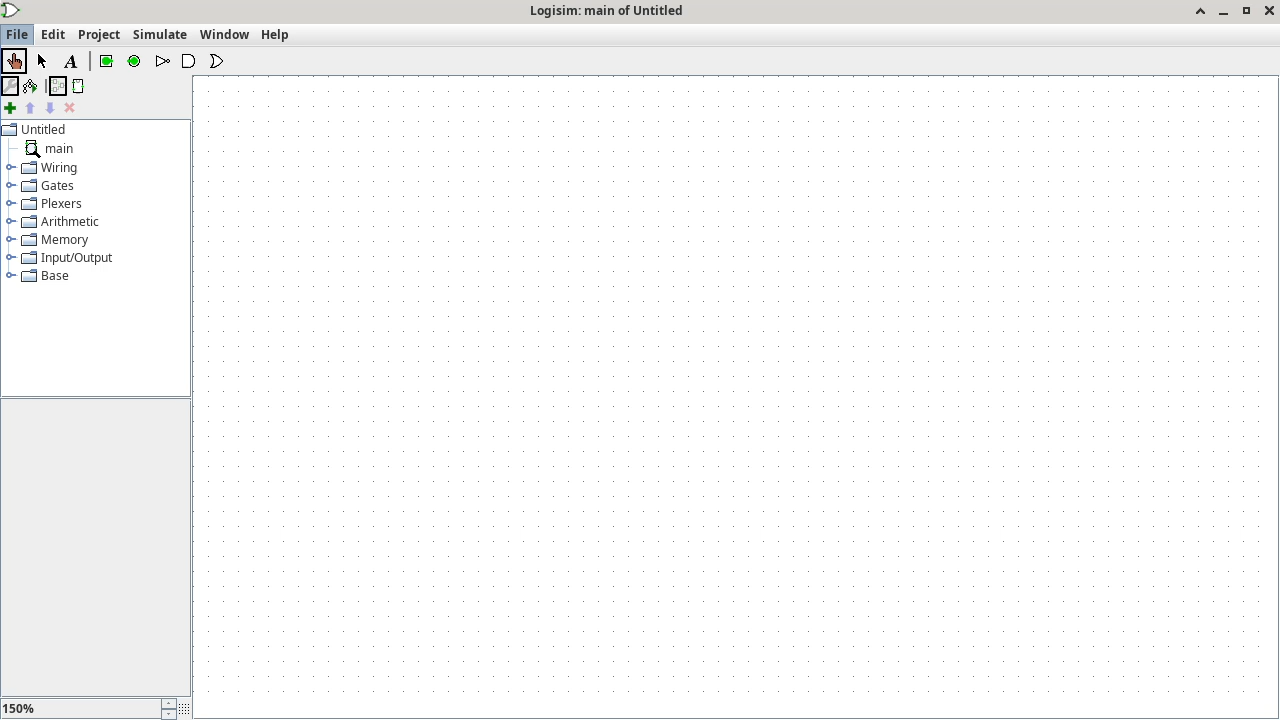 Logisim: main of Untitled
File Edit Project Simulate Window Help
A
Untitled
main
Wiring
Gates
Plexers
Arithmetic
Memory
Input/Output
Base
150%